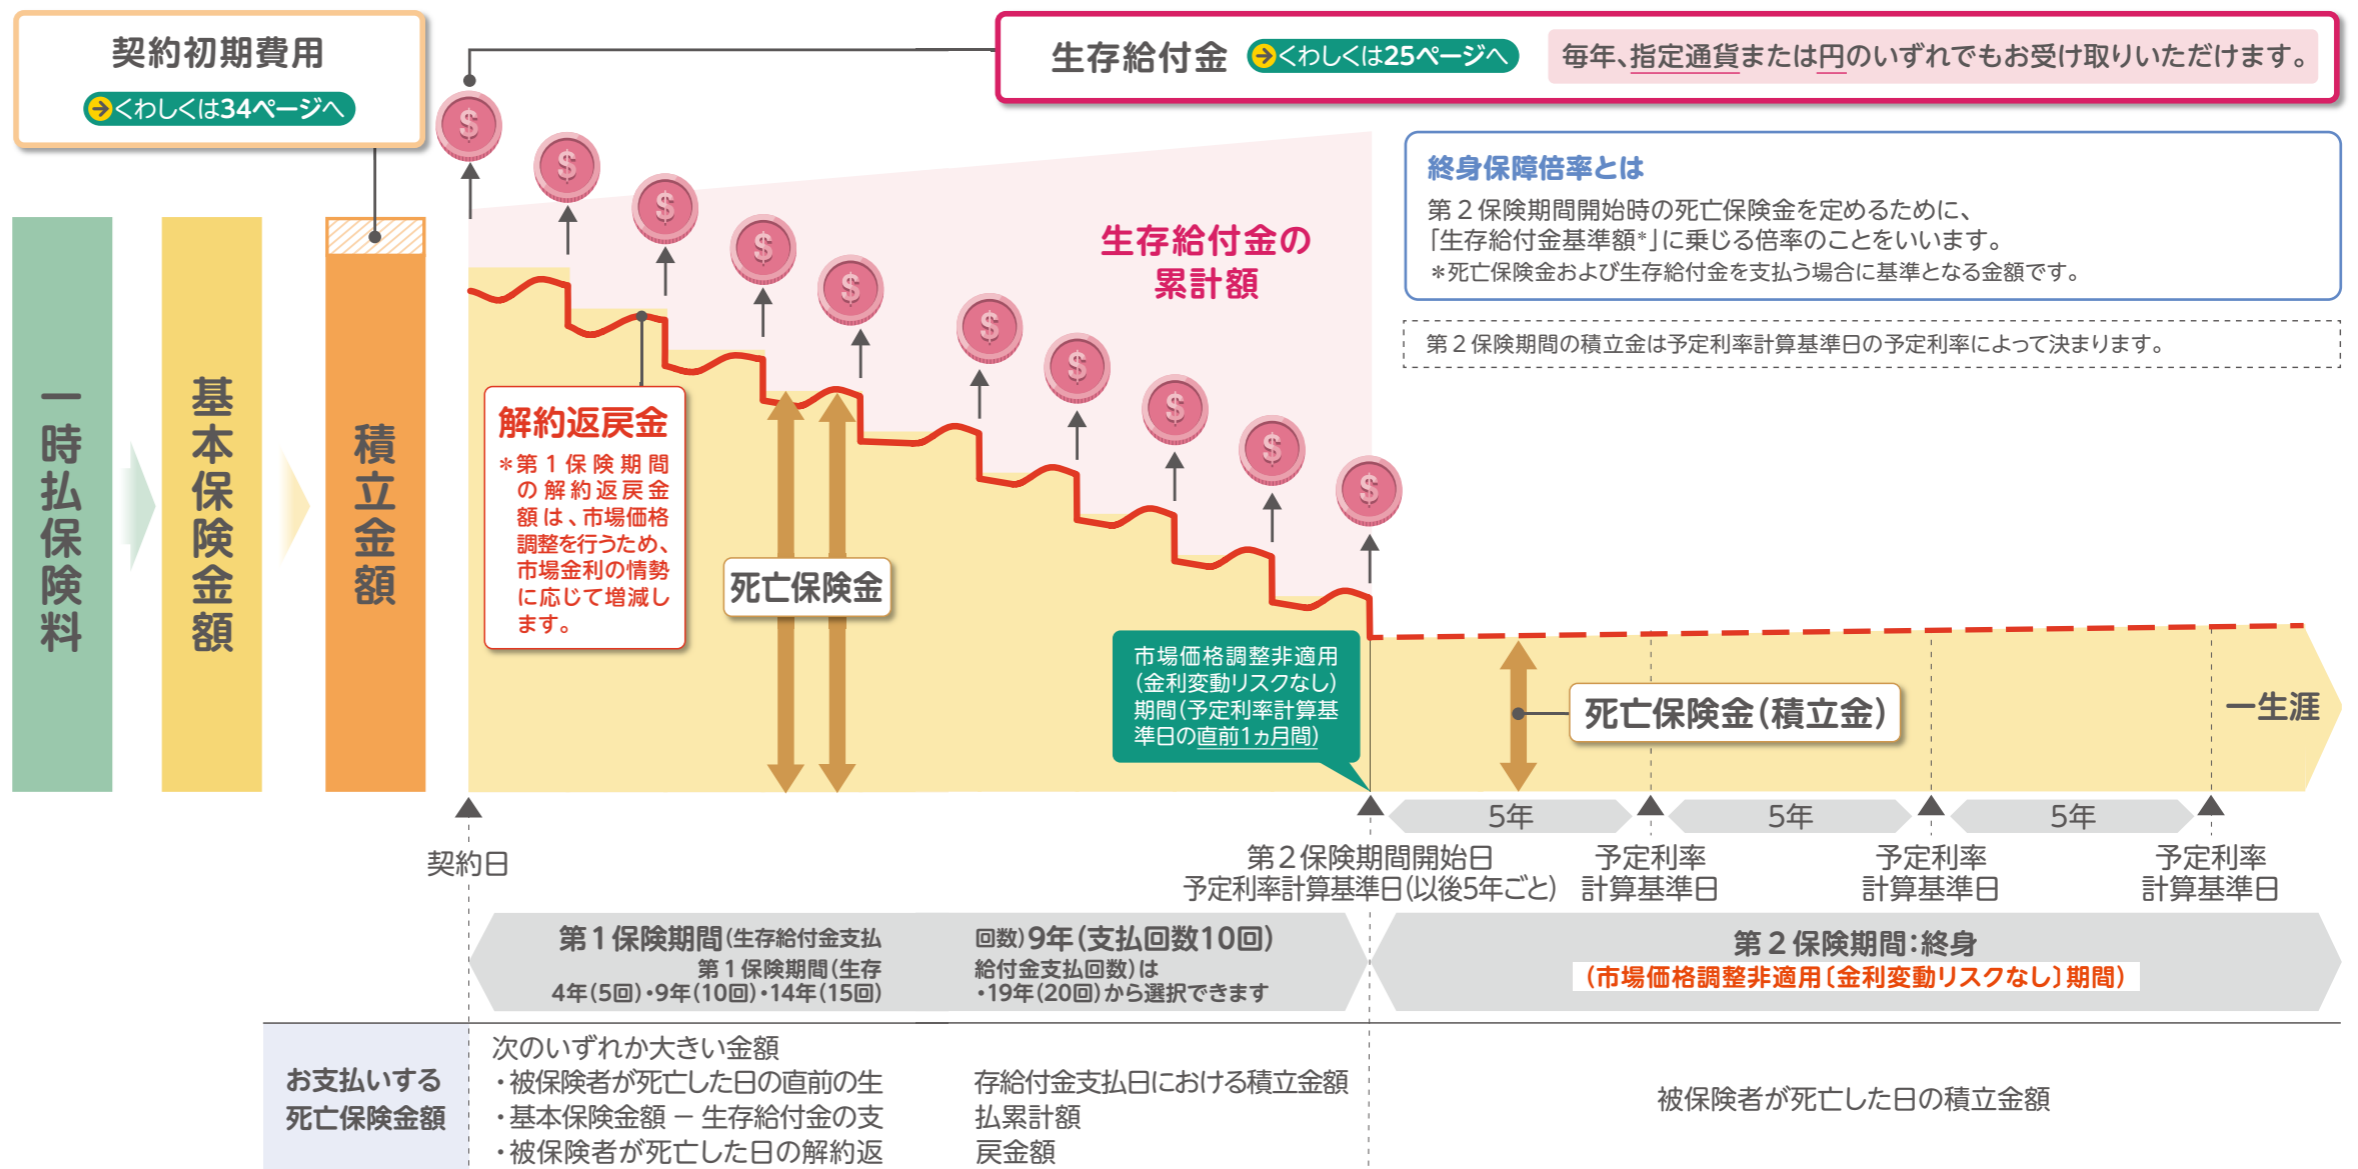 契約初期費用
くわしくは34ページへ
生存給付金 くわしくは25ページへ 毎年、指定通貨または円のいずれでもお受け取りいただけます。
終身保障倍率とは
第2保険期間開始時の死亡保険金を定めるために、
「生存給付金基準額*」に乗じる倍率のことをいいます。
*死亡保険金および生存給付金を支払う場合に基準となる金額です。
第2保険期間の積立金は予定利率計算基準日の予定利率によって決まります。
一時払保険料
基本保険金額
積立金額
$
$
$
$
$
$
$
$
$
$
生存給付金の
累計額
解約返戻金
*第1保険期間
の解約返戻金
額は、市場価格
調整を行うため、
市場金利の情勢
に応じて増減し
ます。
死亡保険金
市場価格調整非適用
(金利変動リスクなし)
期間(予定利率計算基
準日の直前1ヵ月間)
死亡保険金(積立金)
一生涯
5年 5年 5年
契約日
第2保険期間開始日
予定利率計算基準日(以後5年ごと)
予定利率
計算基準日
予定利率
計算基準日
予定利率
計算基準日
第1保険期間(生存給付金支払 回数)9年(支払回数10回)
第1保険期間(生存 給付金支払回数)は
4年(5回)・9年(10回)・14年(15回) ・19年(20回)から選択できます
第2保険期間:終身
(市場価格調整非適用〔金利変動リスクなし〕期間)
お支払いする
死亡保険金額
次のいずれか大きい金額
・被保険者が死亡した日の直前の生 存給付金支払日における積立金額
・基本保険金額 − 生存給付金の支 払累計額
・被保険者が死亡した日の解約返 戻金額
被保険者が死亡した日の積立金額